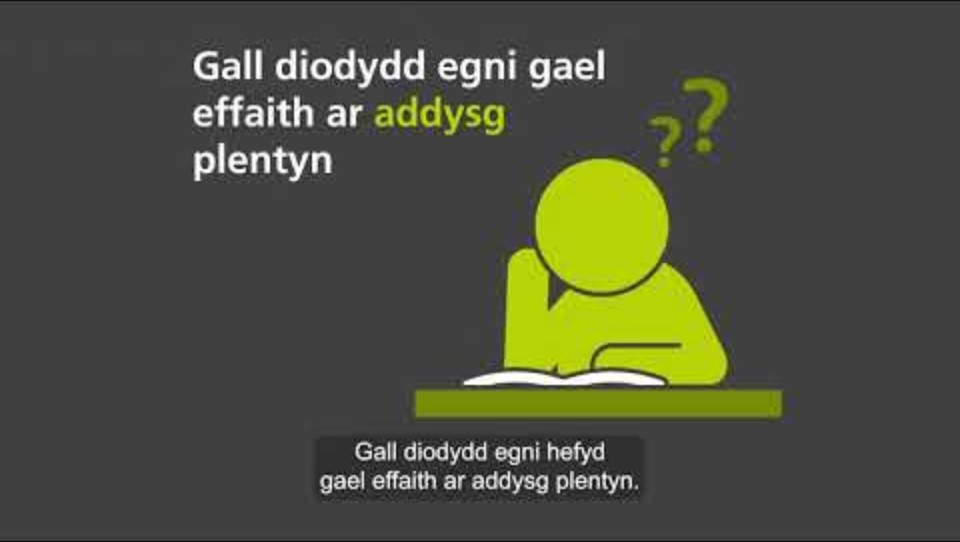 Gall diodydd egni gael
effaith ar addysg
plentyn
??
Gall diodydd egni hefyd
gael effaith ar addysg plentyn.